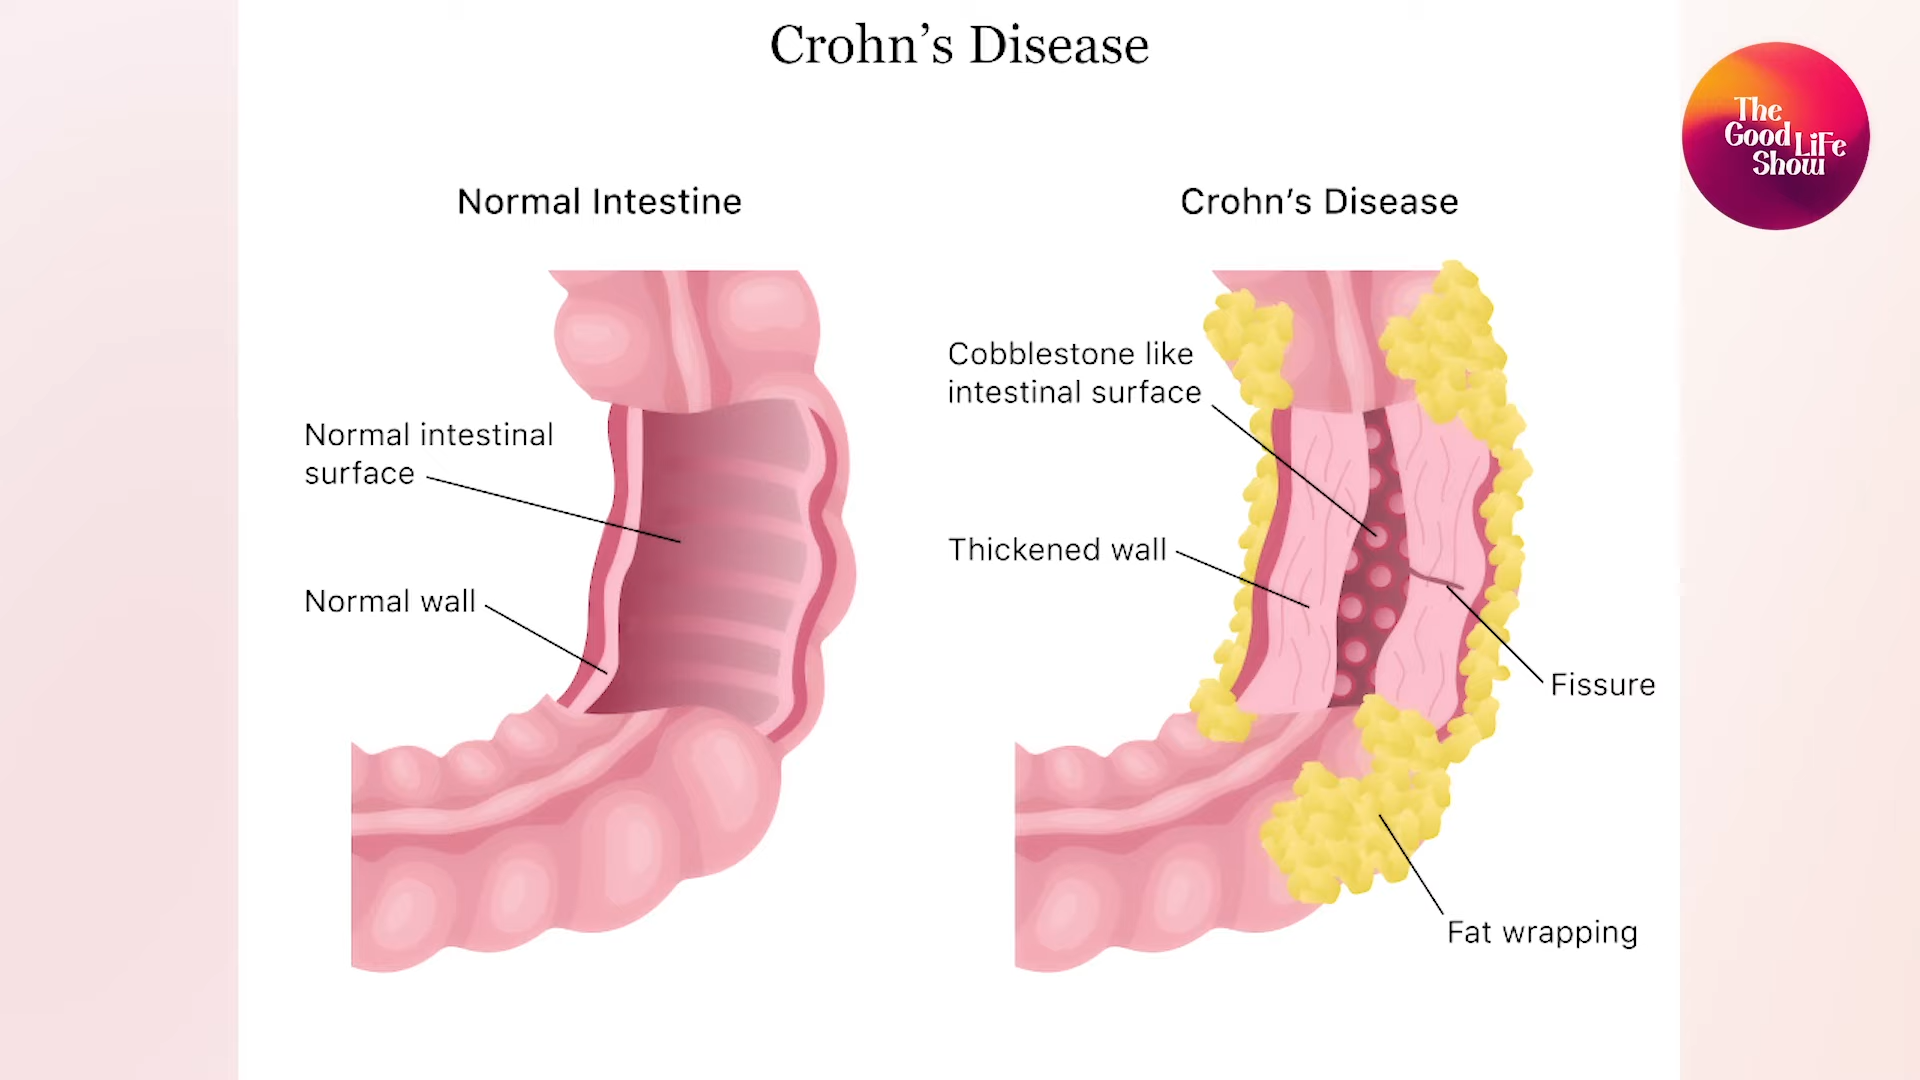 Crohn’s Disease
The
Good LiFe
Show
Normal Intestine
Normal intestinal
surface
Normal wall
Crohn’s Disease
Cobblestone like
intestinal surface
Thickened wall
Fissure
Fat wrapping